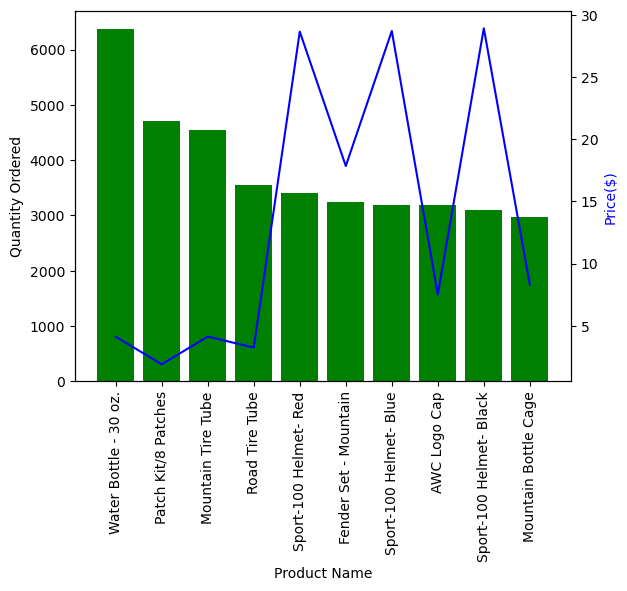 6000
5000
4000
3000
2000
1000
0
Quantity Ordered
30
25
20
15
10
5
Price($)
Water Bottle - 30 oz.
Patch Kit/8 Patches
Mountain Tire Tube
Road Tire Tube
Sport-100 Helmet- Red
Fender Set - Mountain
Sport-100 Helmet- Blue
AWC Logo Cap
Sport-100 Helmet- Black
Mountain Bottle Cage
Product Name